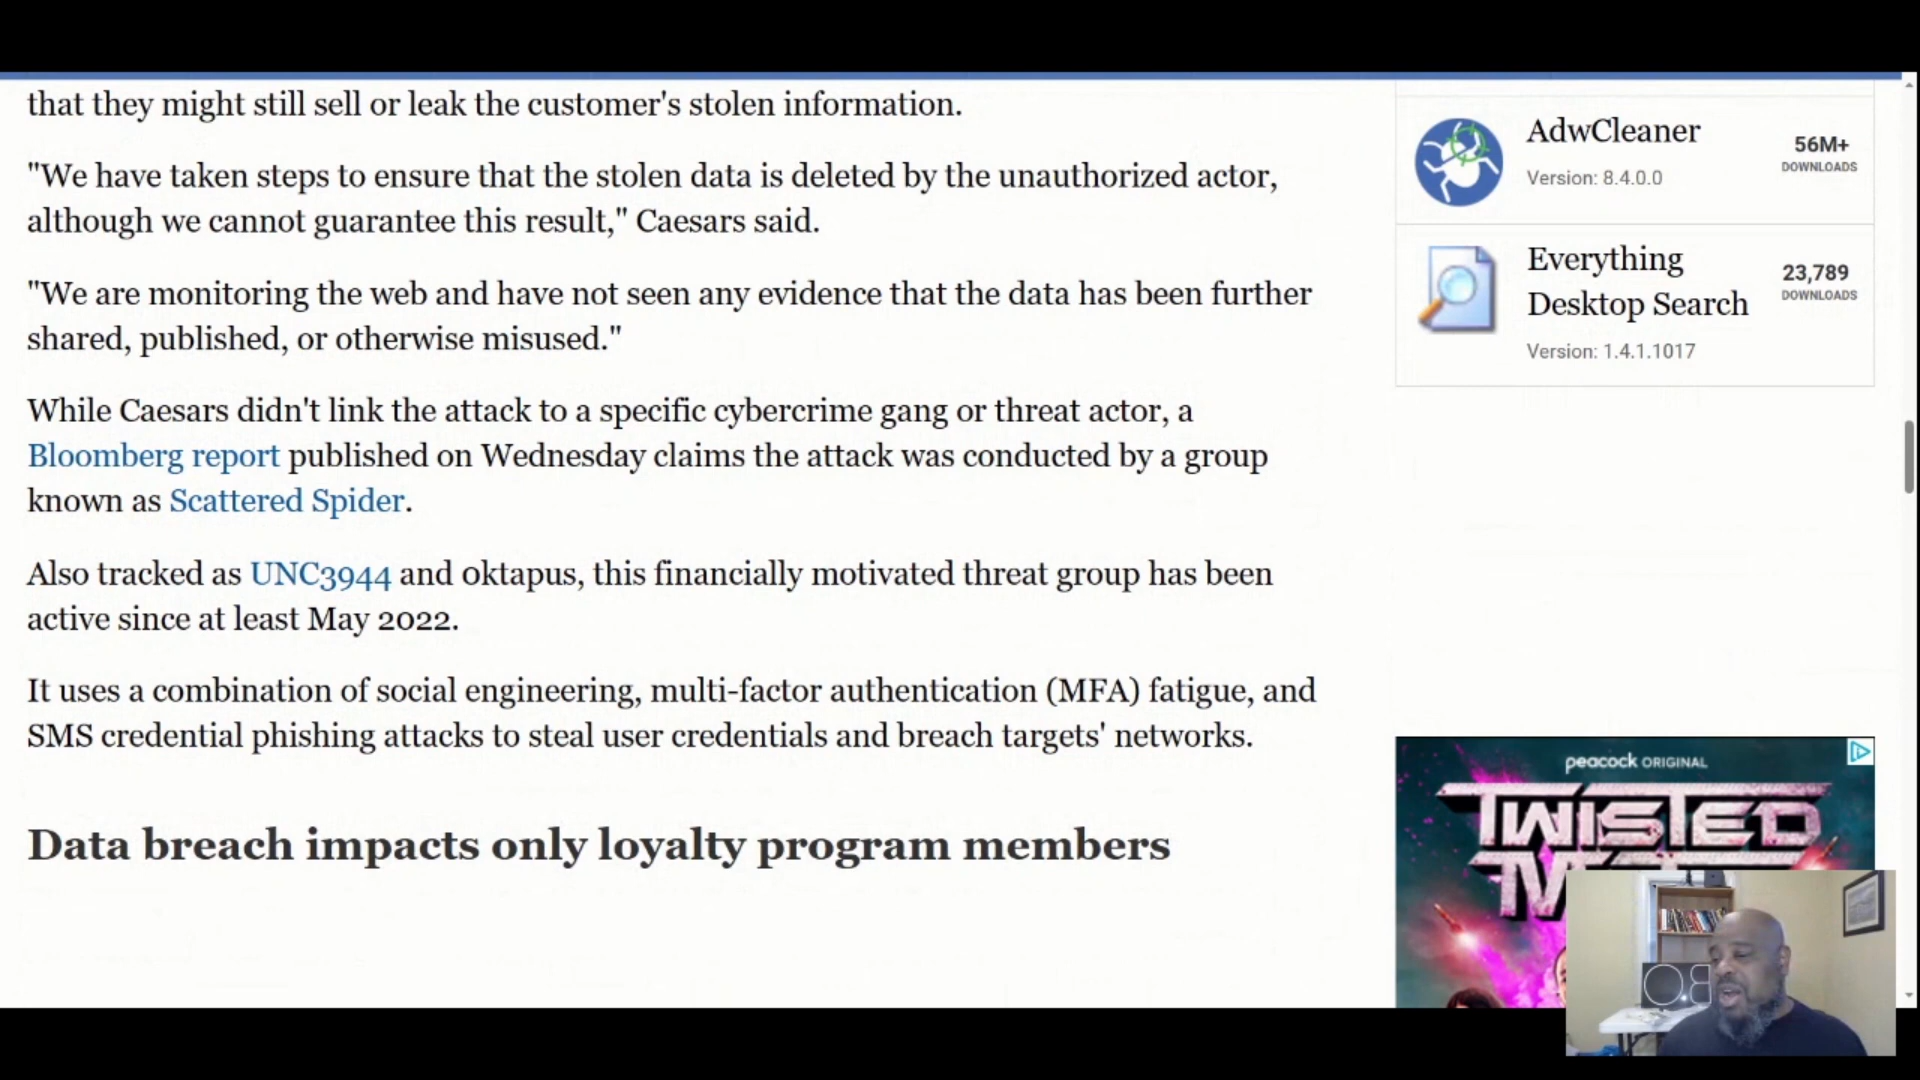 that they might still sell or leak the customer's stolen information.
"We have taken steps to ensure that the stolen data is deleted by the unauthorized actor,
although we cannot guarantee this result," Caesars said.
"We are monitoring the web and have not seen any evidence that the data has been further
shared, published, or otherwise misused."
While Caesars didn't link the attack to a specific cybercrime gang or threat actor, a
Bloomberg report published on Wednesday claims the attack was conducted by a group
known as Scattered Spider.
Also tracked as UNC3944 and 0ktapus, this financially motivated threat group has been
active since at least May 2022.
It uses a combination of social engineering, multi-factor authentication (MFA) fatigue, and
SMS credential phishing attacks to steal user credentials and breach targets' networks.
Data breach impacts only loyalty program members
AdwCleaner
Version: 8.4.0.0
56M+
DOWNLOADS
Everything
Desktop Search
Version: 1.4.1.1017
23,789
DOWNLOADS
peacock ORIGINAL
TWISTED